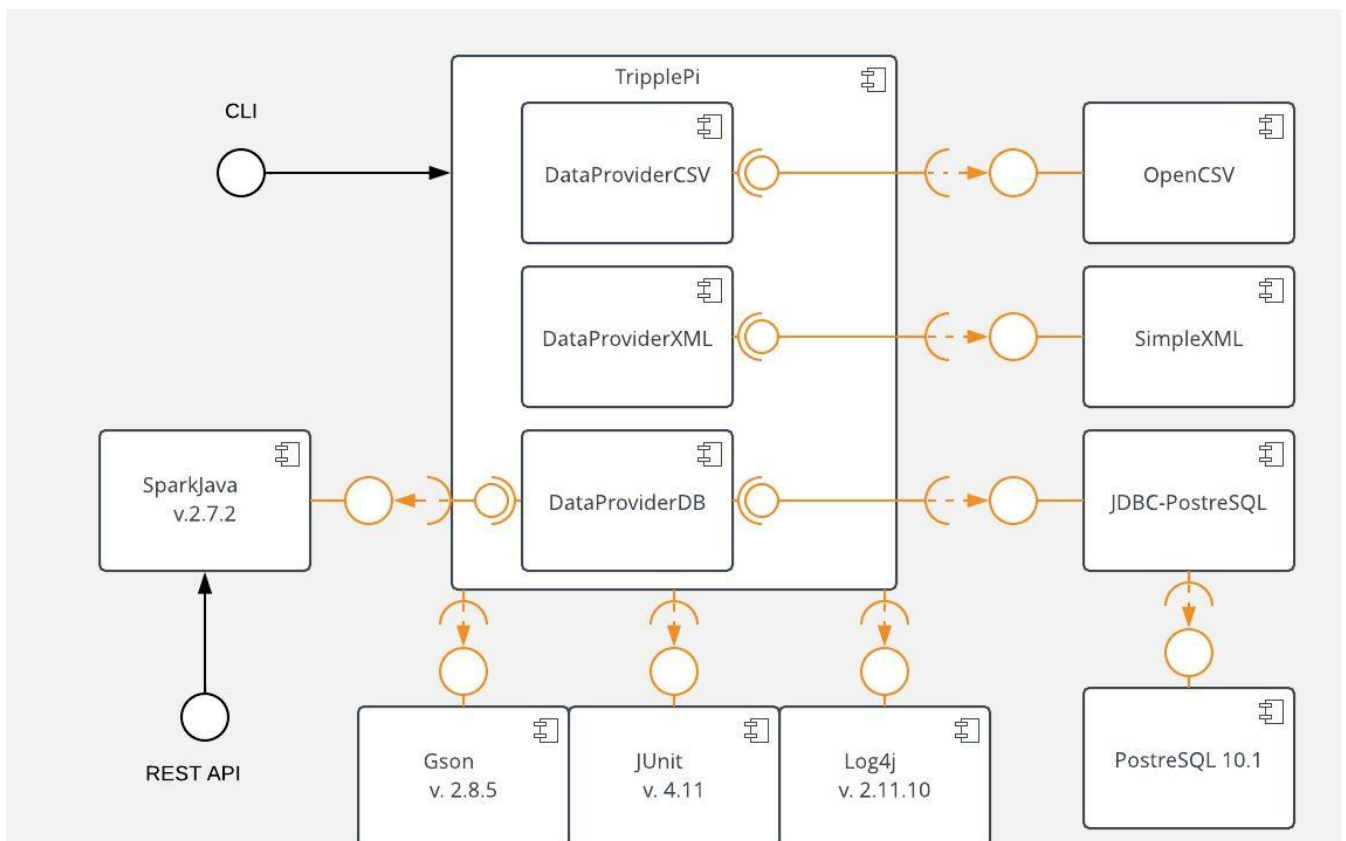 TripplePi
CLI
DataProviderCSV
OpenCSV
DataProviderXML
SimpleXML
SparkJava
v.2.7.2
DataProviderDB
JDBC-PostreSQL
Gson
v. 2.8.5
JUnit
v. 4.11
Log4j
v. 2.11.10
PostreSQL 10.1
REST API